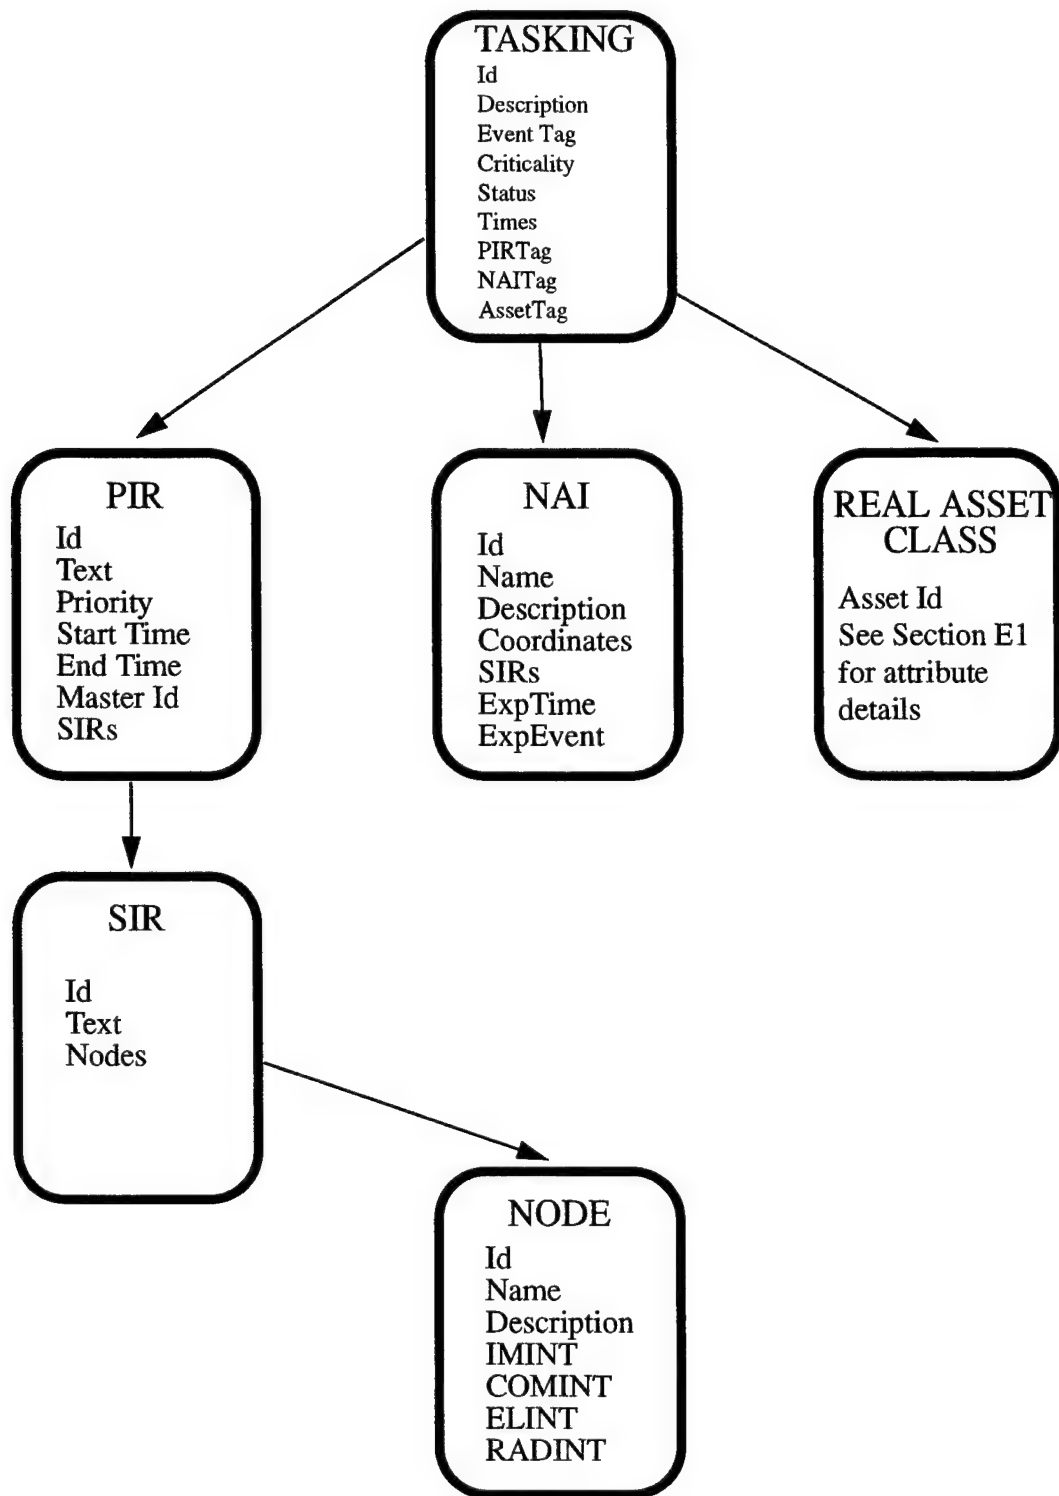 TASKING
Id
Description
Event Tag
Criticality
Status
Times
PIRTag
NAITag
AssetTag
PIR
Id
Text
Priority
Start Time
End Time
Master Id
SIRs
NAI
Id
Name
Description
Coordinates
SIRs
ExpTime
ExpEvent
REAL ASSET
CLASS
Asset Id
See Section E1
for attribute
details
SIR
Id
Text
Nodes
NODE
Id
Name
Description
IMINT
COMINT
ELINT
RADINT